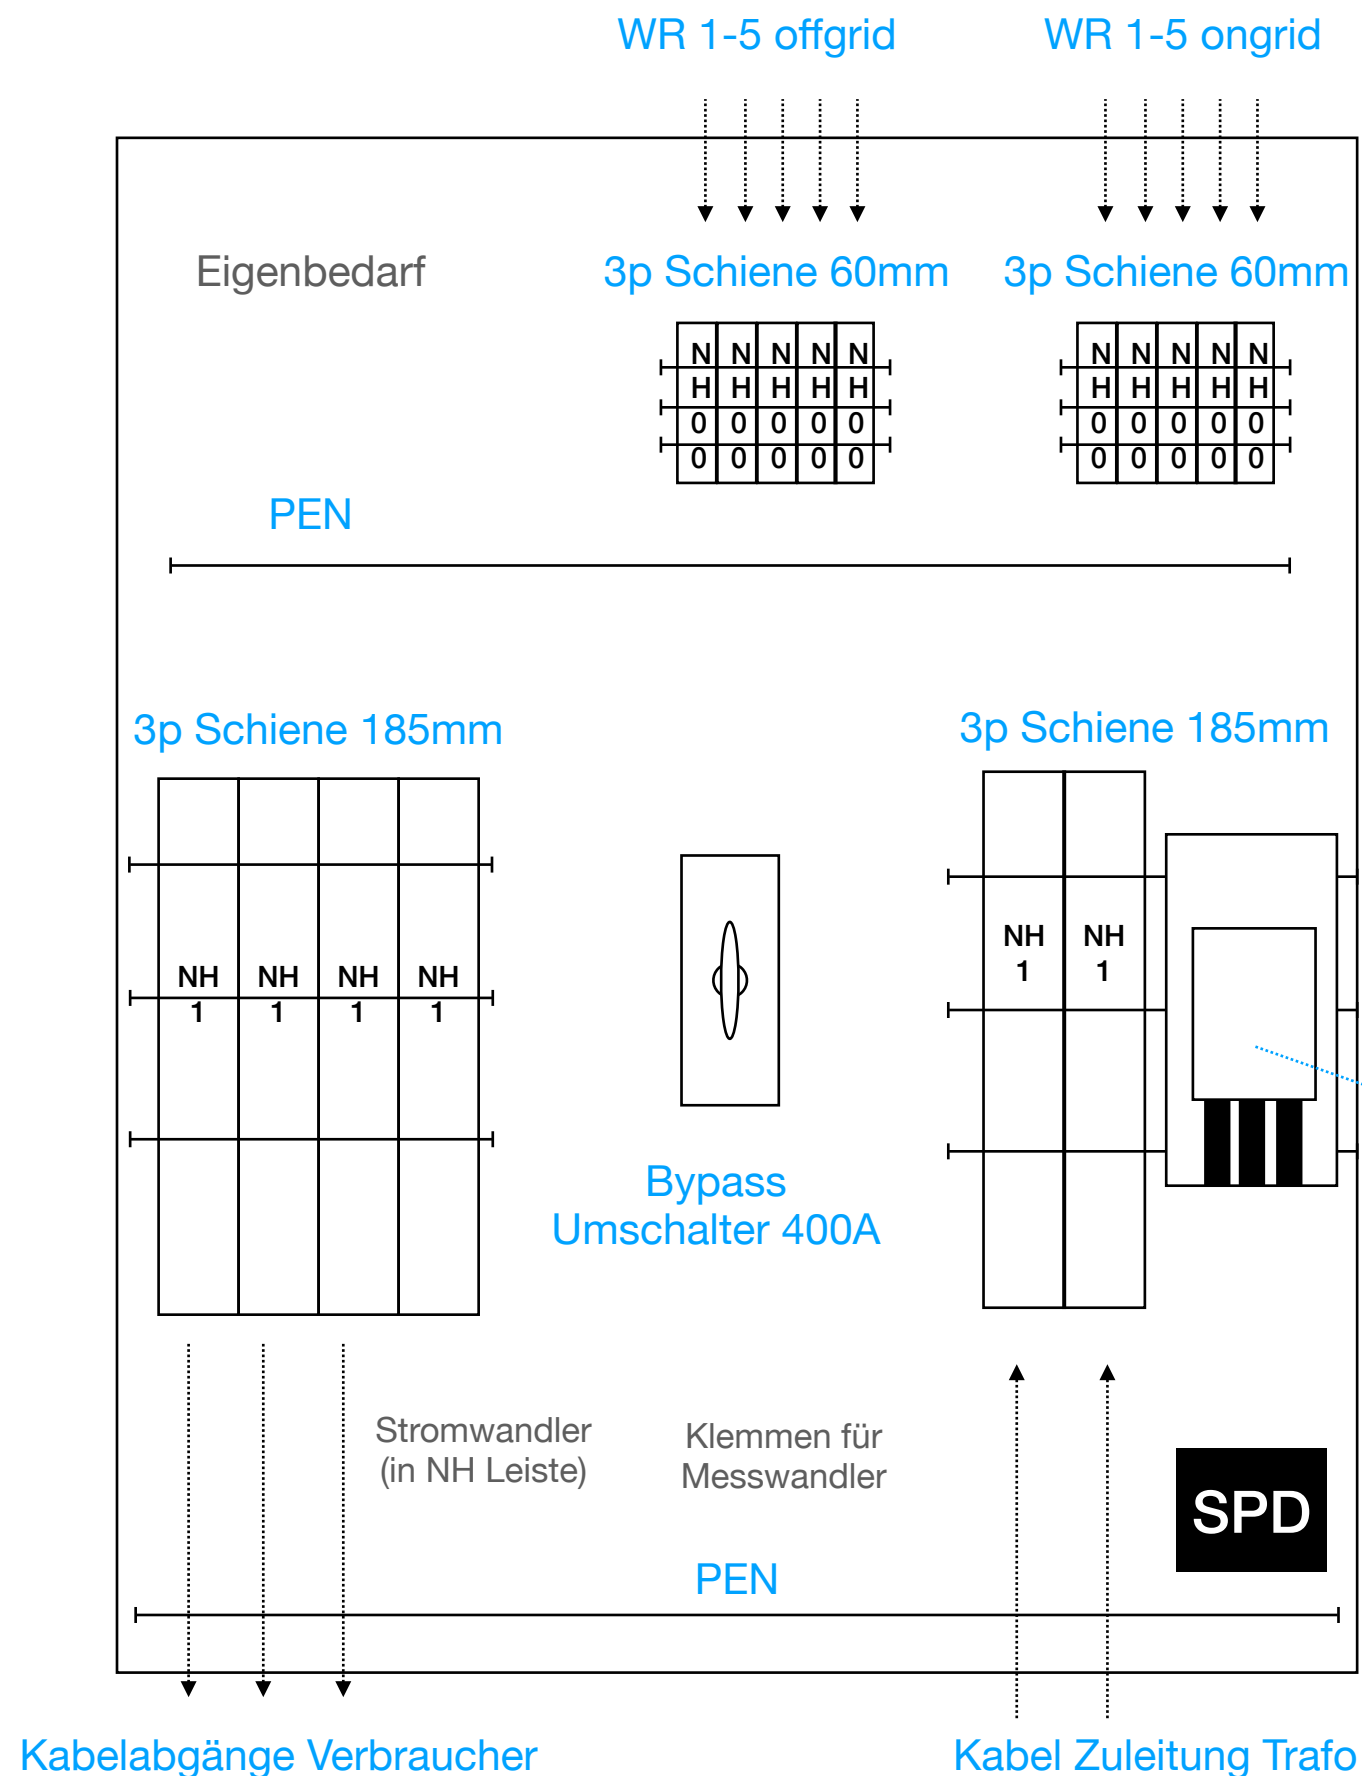 WR 1-5 offgrid
WR 1-5 ongrid
Eigenbedarf
3p Schiene 60mm
3p Schiene 60mm
N N N N N
H H H H H
0 0 0 0 0
0 0 0 0 0
N N N N N
H H H H H
0 0 0 0 0
0 0 0 0 0
PEN
3p Schiene 185mm
3p Schiene 185mm
NH NH NH NH
1 1 1 1
NH NH
1 1
Bypass
Umschalter 400A
Stromwandler
(in NH Leiste)
Klemmen für
Messwandler
SPD
PEN
Kabelabgänge Verbraucher
Kabel Zuleitung Trafo